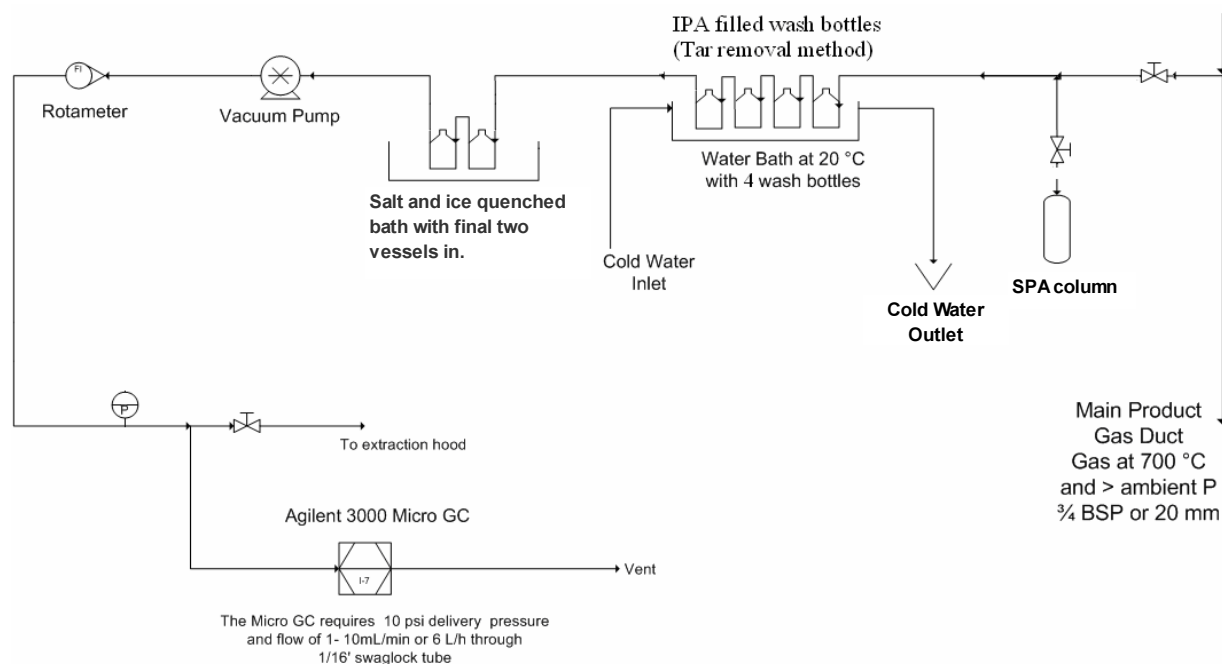 IPA filled wash bottles
(Tar removal method)
FI
Rotameter
Vacuum Pump
Water Bath at 20 °C
with 4 wash bottles
Salt and ice quenched
bath with final two
vessels in.
Cold Water
Inlet
SPA column
Cold Water
Outlet
P
To extraction hood
Main Product
Gas Duct
Gas at 700 °C
and > ambient P
¾ BSP or 20 mm
Agilent 3000 Micro GC
I-7
Vent
The Micro GC requires 10 psi delivery pressure
and flow of 1- 10mL/min or 6 L/h through
1/16' swaglock tube